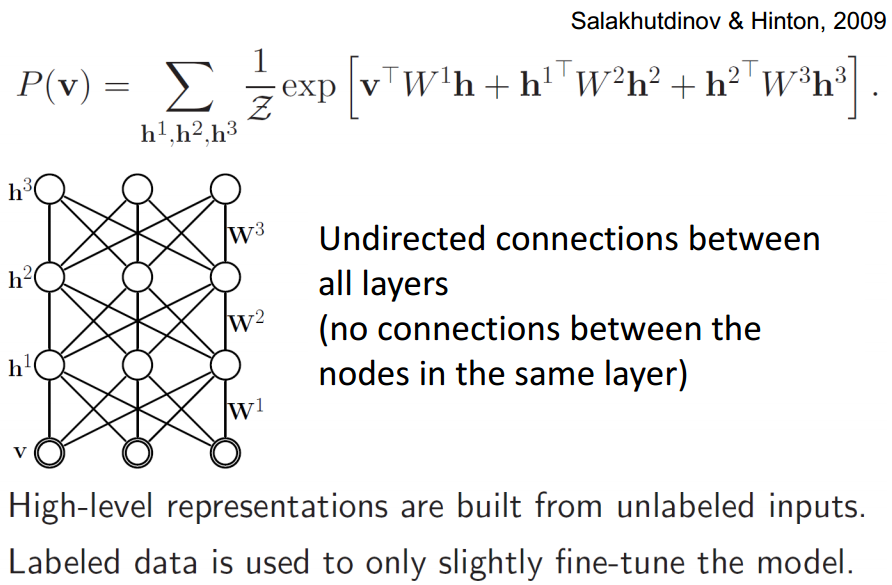 Salakhutdinov & Hinton, 2009
P(v) = ∑ 1/Z exp [v⊤W¹h + h¹⊤W²h² + h²⊤W³h³] .
h¹,h²,h³
h³
W³
h²
W²
h¹
W¹
v
Undirected connections between
all layers
(no connections between the
nodes in the same layer)
High-level representations are built from unlabeled inputs.
Labeled data is used to only slightly fine-tune the model.